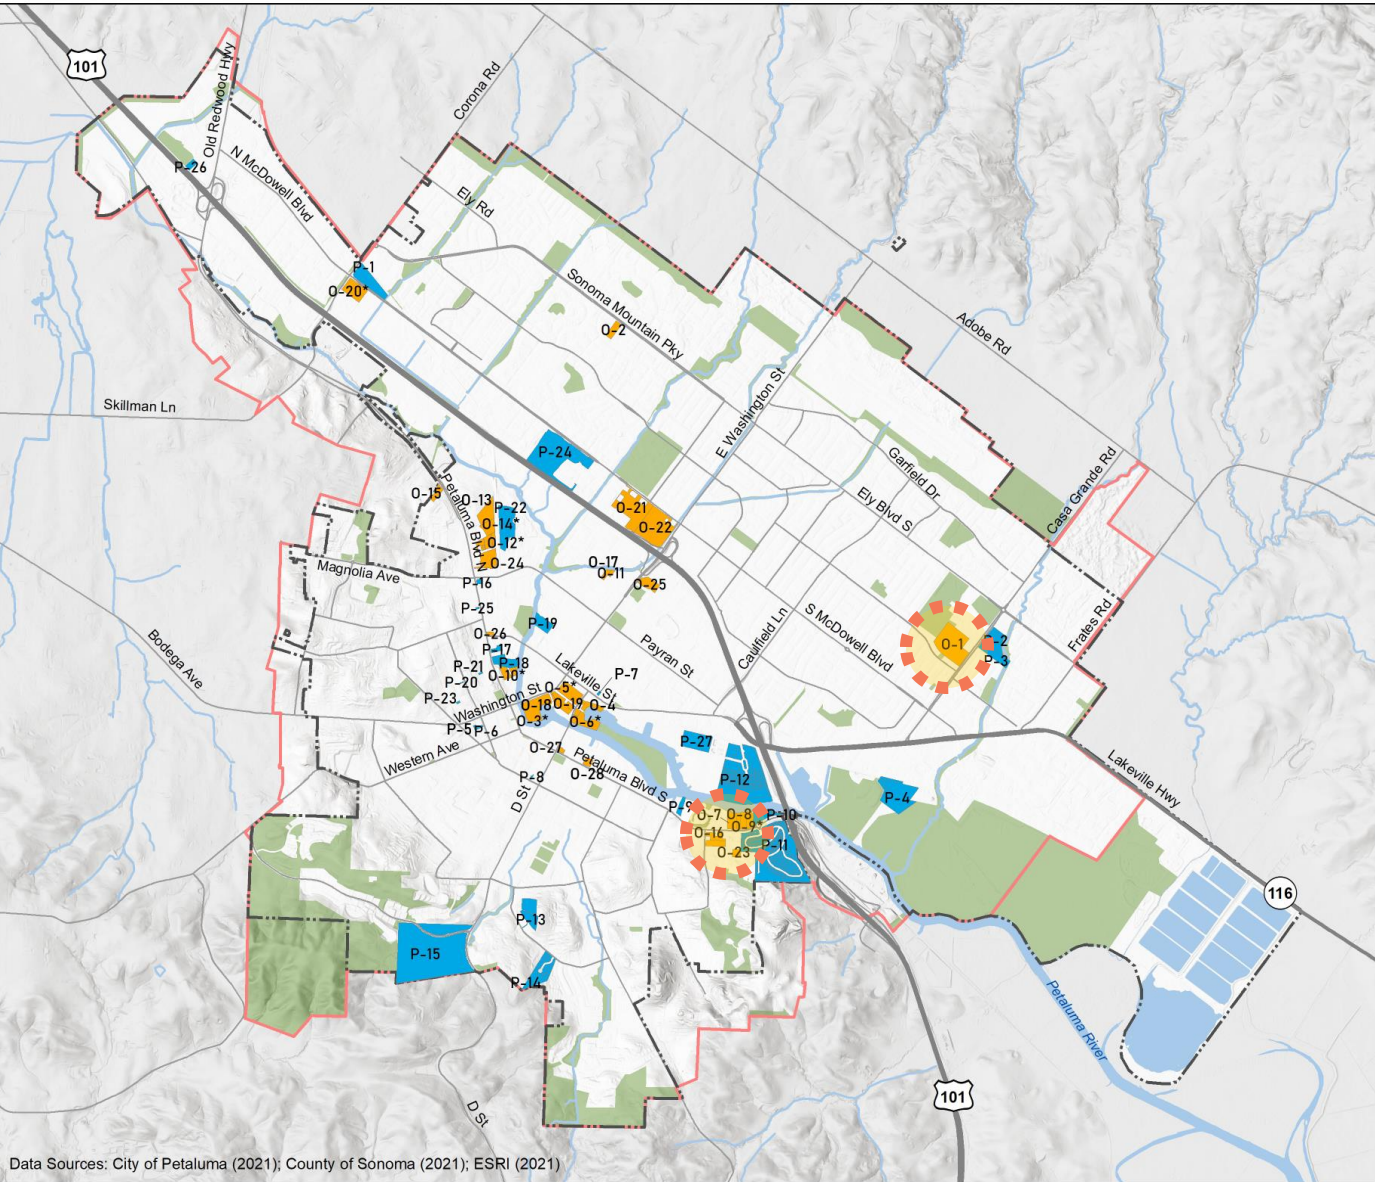 101
Old Redwood Hwy
Corona Rd
P-26
N McDowell Blvd
Ely Rd
P-1
O-20*
Sonoma Mountain Pky
O-2
Adobe Rd
Skillman Ln
E Washington St
P-24
Garfield Dr
Casa Grande Rd
O-15
Petaluma Blvd N
O-13
P-22
O-14*
O-12*
O-24
O-21
O-22
Ely Blvd S
Magnolia Ave
P-16
O-17
O-11
O-25
P-25
P-19
O-26
P-17
P-18
O-10*
P-21
P-20
P-23
Bodega Ave
Payran St
Caulfield Ln
S McDowell Blvd
O-1
P-2
P-3
Frates Rd
Lakeville St
P-7
Washington St
O-5*
O-18
O-19
O-4
O-3*
O-6*
P-5
P-6
Western Ave
O-27
Petaluma Blvd S
O-28
P-8
D St
P-27
P-12
P-4
Lakeville Hwy
P-9
O-7
O-8
O-9*
P-10
O-16
P-11
O-23
116
P-13
P-15
P-14
Petaluma River
101
D St
Data Sources: City of Petaluma (2021); County of Sonoma (2021); ESRI (2021)